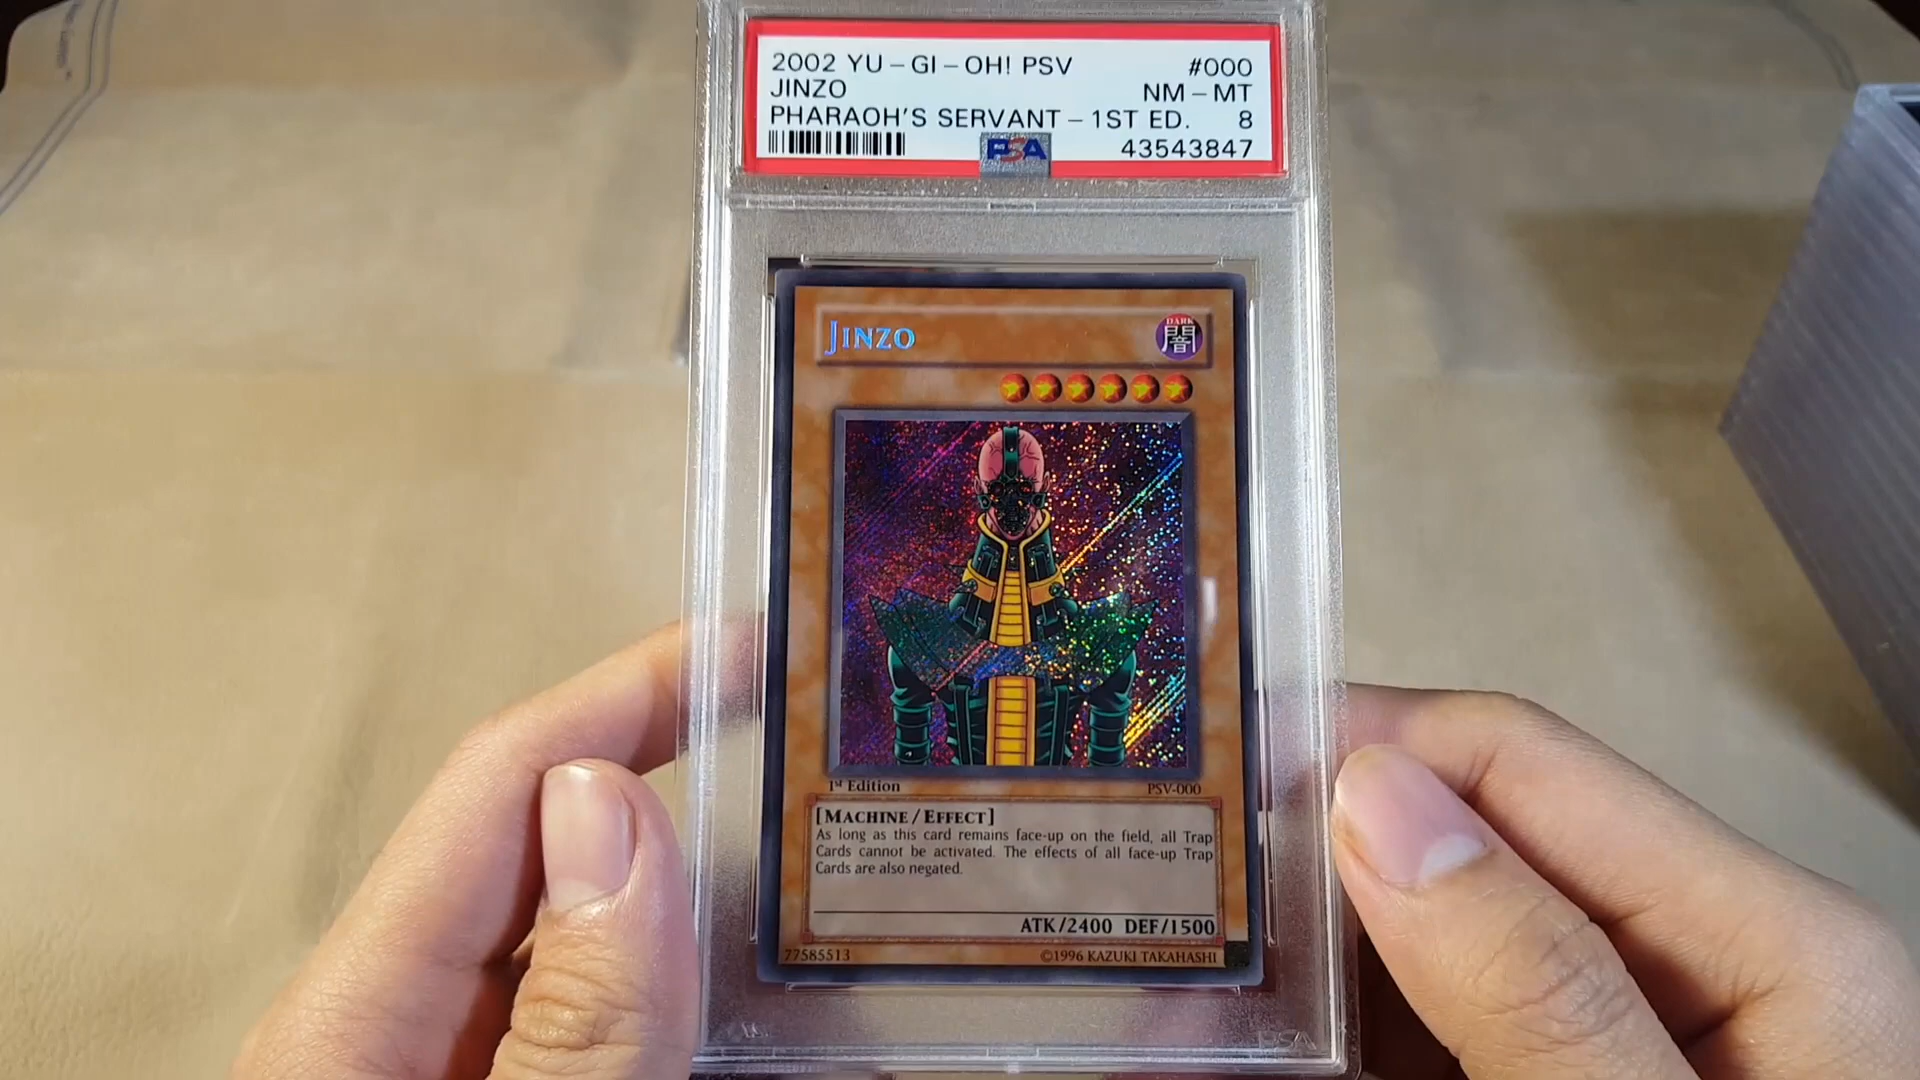 2002 YU-GI-OH! PSV #000
JINZO NM-MT
PHARAOH'S SERVANT-1ST ED. 8
PSA 43543847
JINZO
DARK
闇
1st Edition PSV-000
[MACHINE/EFFECT]
As long as this card remains face-up on the field, all Trap
Cards cannot be activated. The effects of all face-up Trap
Cards are also negated.
ATK/2400 DEF/1500
77585513 ©1996 KAZUKI TAKAHASHI
PSA